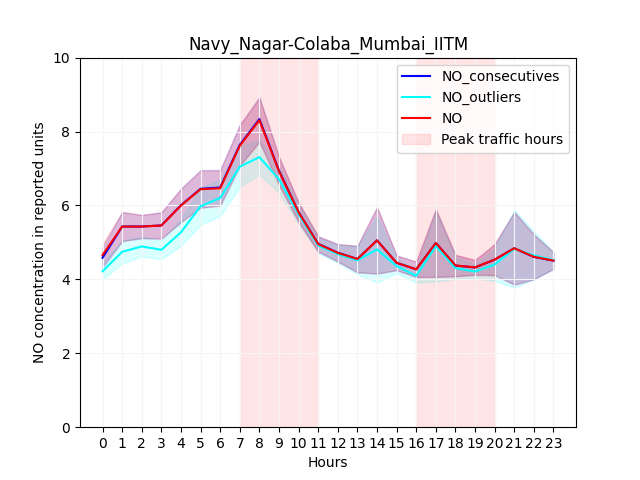 Navy_Nagar-Colaba_Mumbai_IITM
NO_consecutives
NO_outliers
NO
Peak traffic hours
NO concentration in reported units
10
8
6
4
2
0
0 1 2 3 4 5 6 7 8 9 10 11 12 13 14 15 16 17 18 19 20 21 22 23
Hours